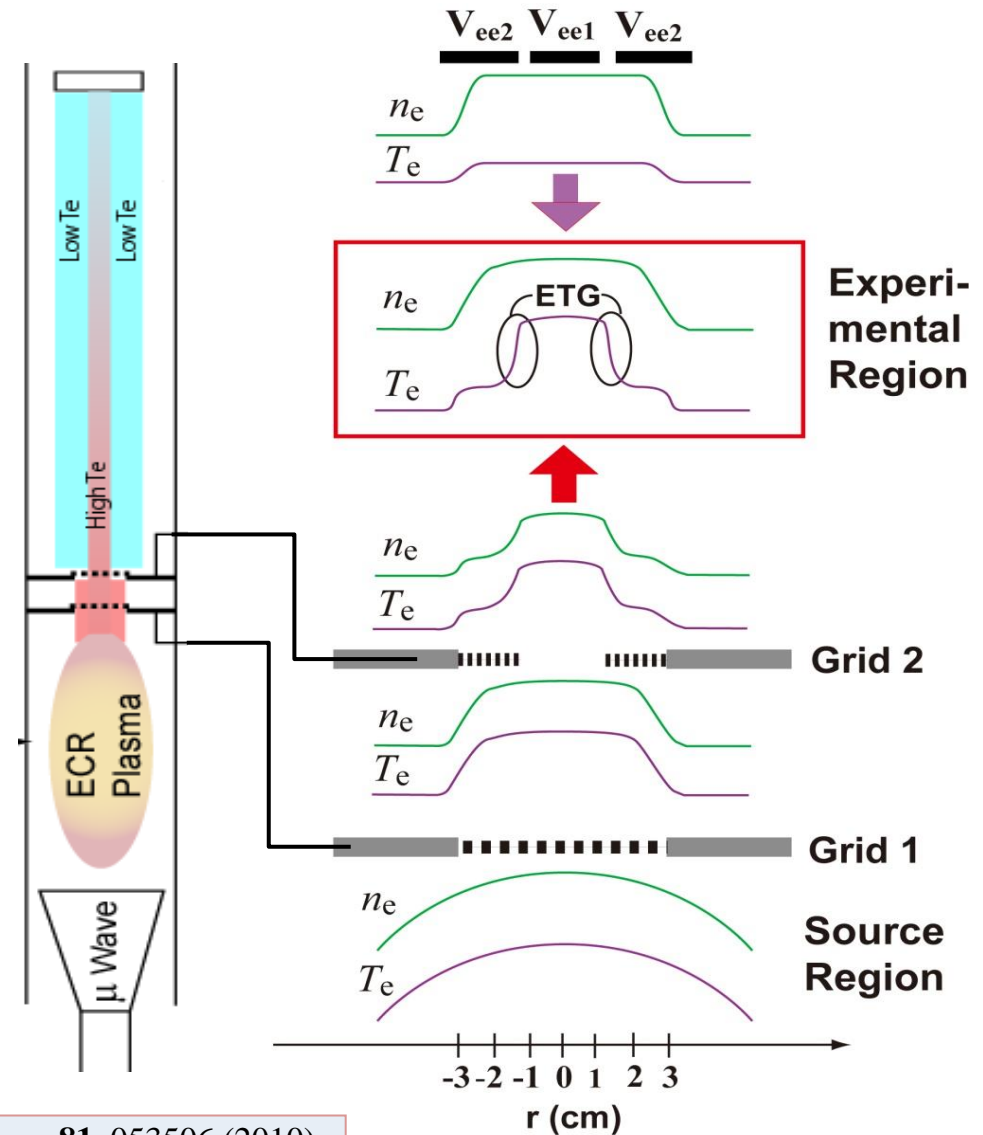 Vee2 Vee1 Vee2
ne
Te
Low Te
Low Te
High Te
ne
ETG
Te
Experi-
mental
Region
ne
Te
Grid 2
ne
Te
Grid 1
ECR
Plasma
ne
Te
Source
Region
μ Wave
-3 -2 -1 0 1 2 3
r (cm)
81, 053506 (2010)